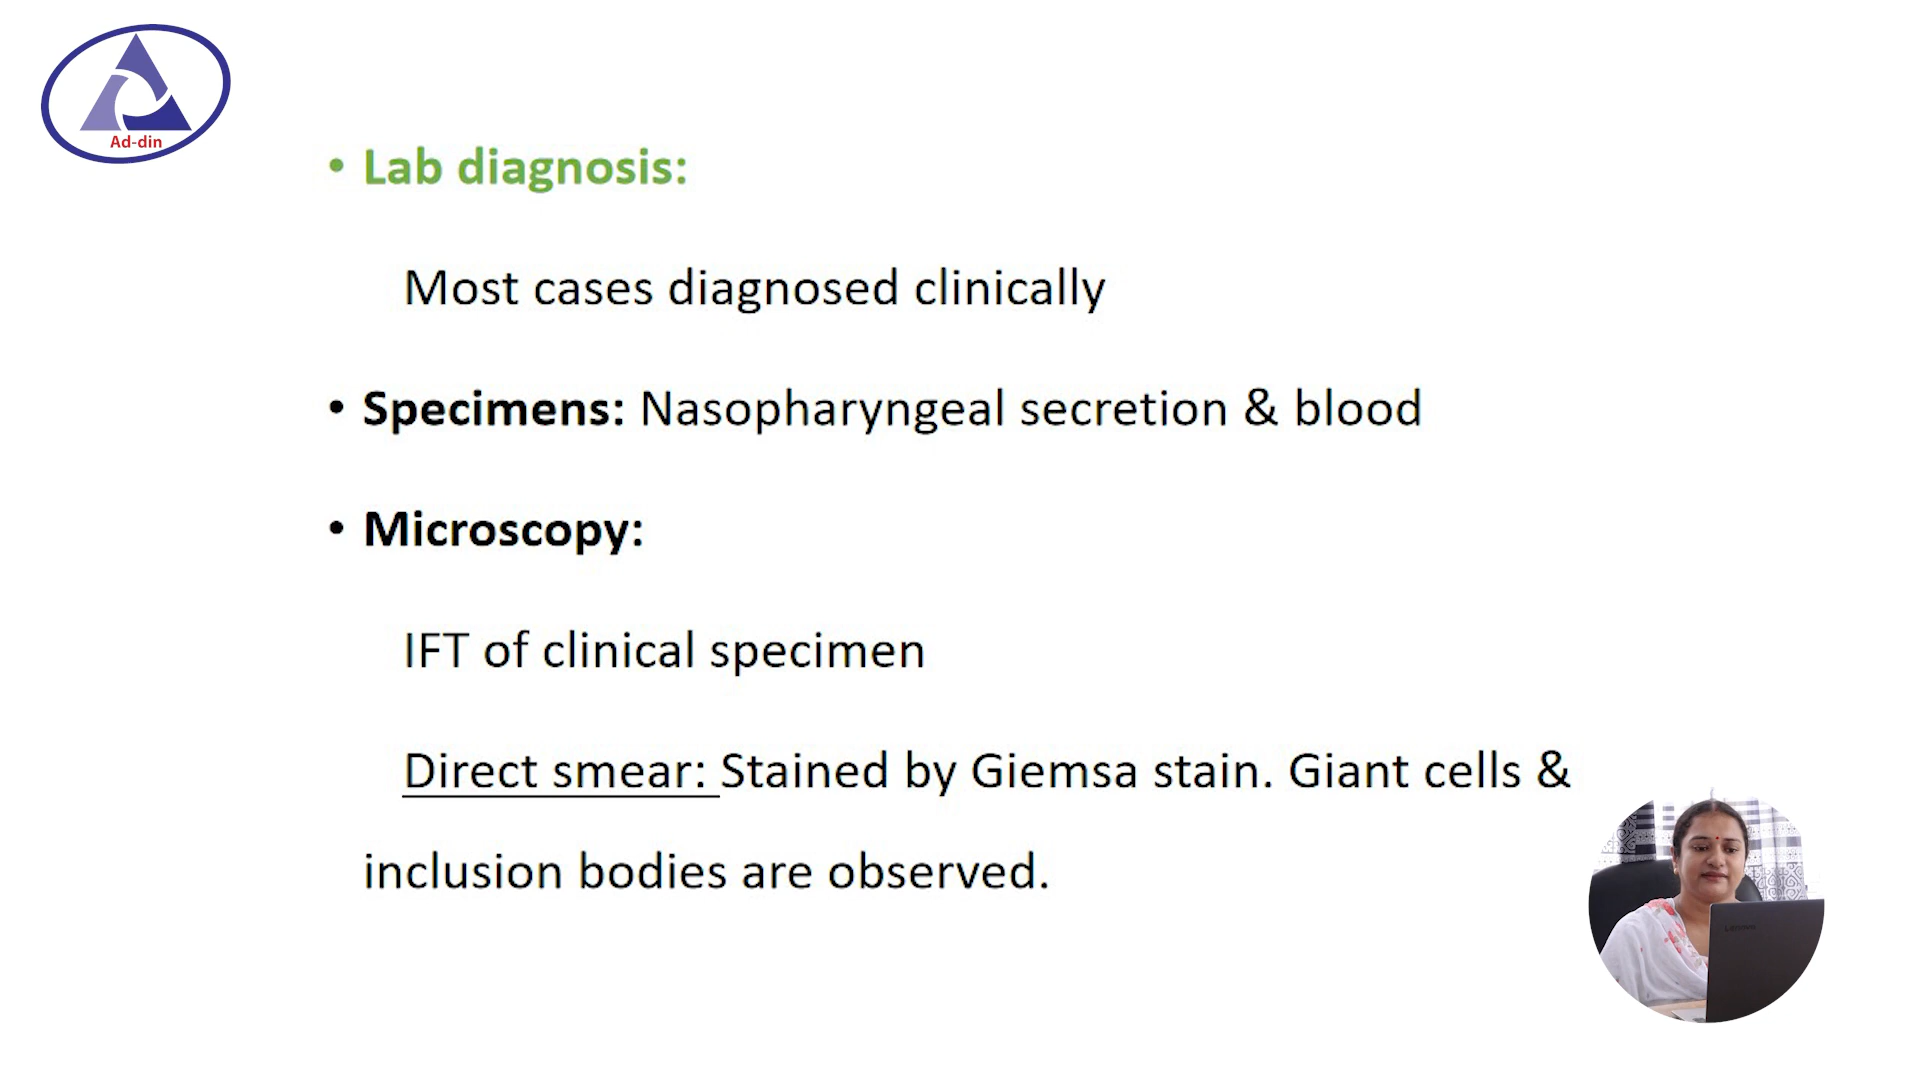 Ad-din
• Lab diagnosis:
Most cases diagnosed clinically
• Specimens: Nasopharyngeal secretion & blood
• Microscopy:
IFT of clinical specimen
Direct smear: Stained by Giemsa stain. Giant cells &
inclusion bodies are observed.
Lenovo